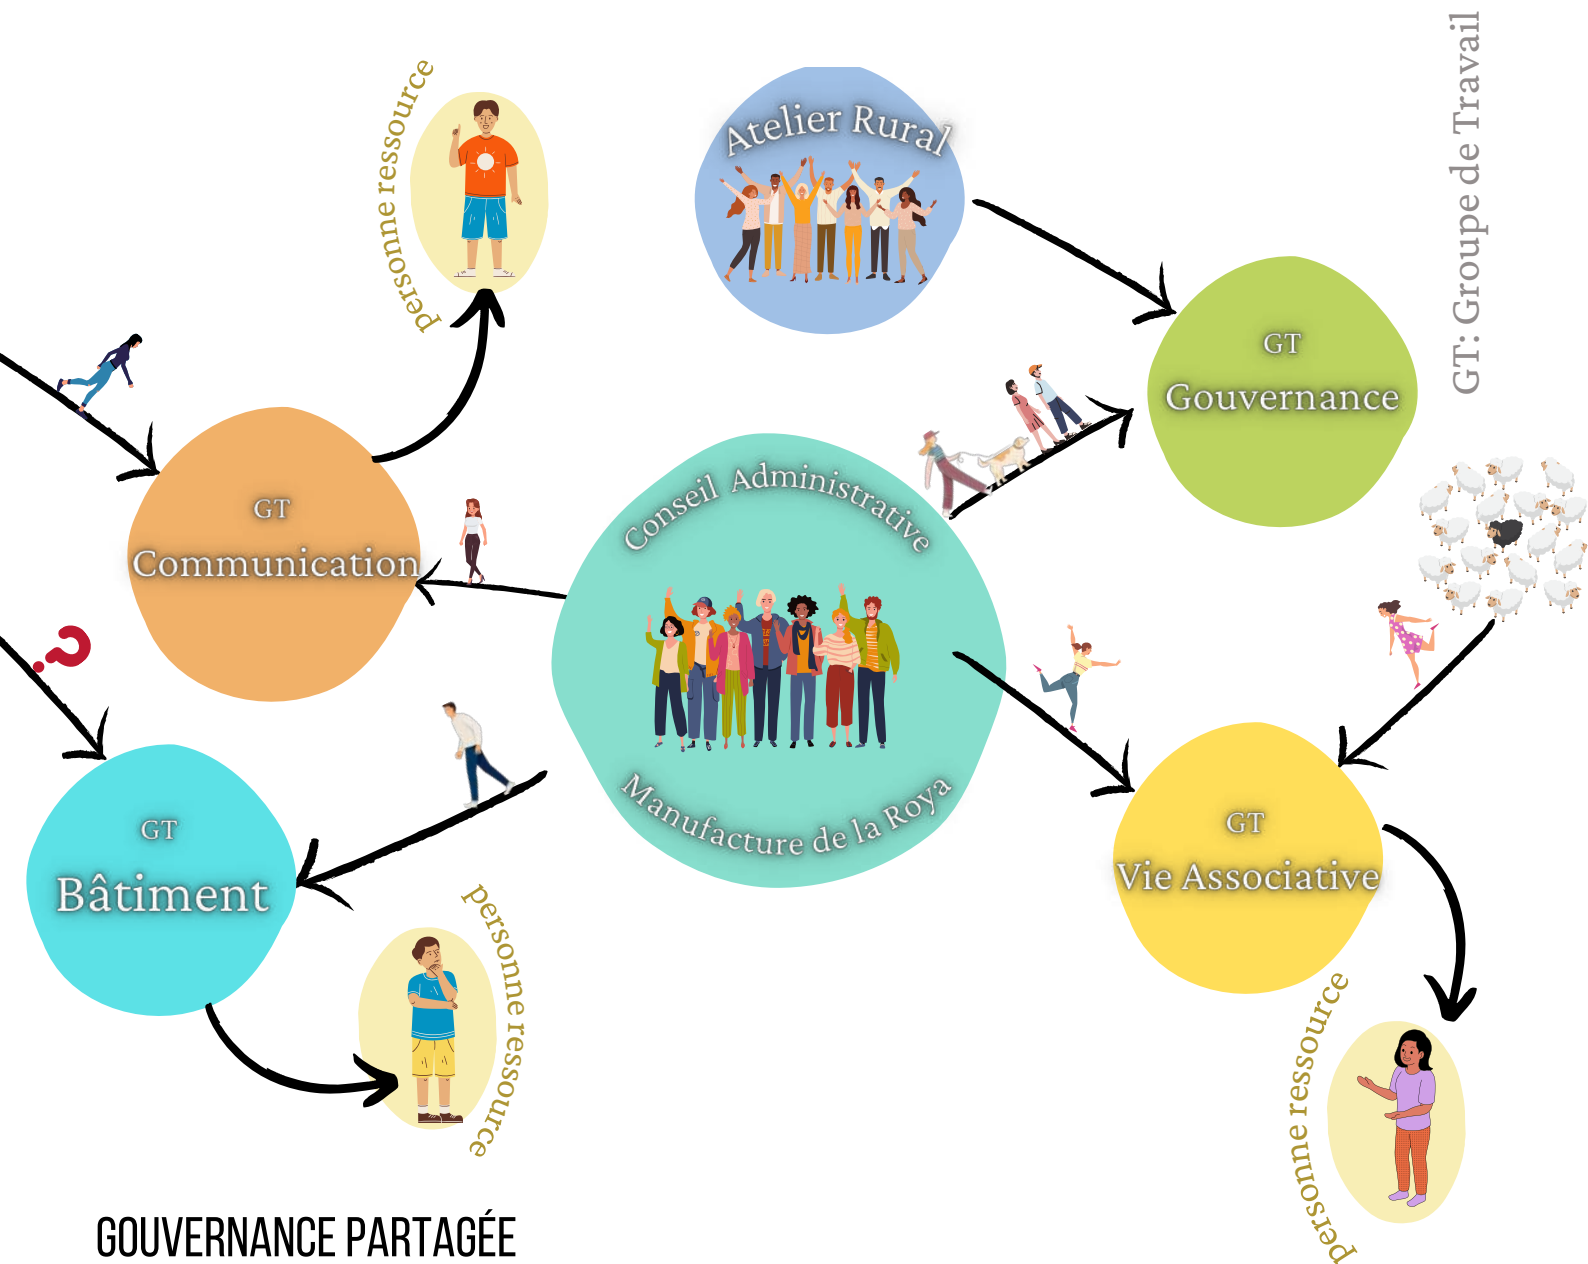 personne ressource
Atelier Rural
GT: Groupe de Travail
GT
Gouvernance
GT
Communication
Conseil Administrative
Manufacture de la Roya
?
GT
Bâtiment
GT
Vie Associative
personne ressource
personne ressource
GOUVERNANCE PARTAGÉE